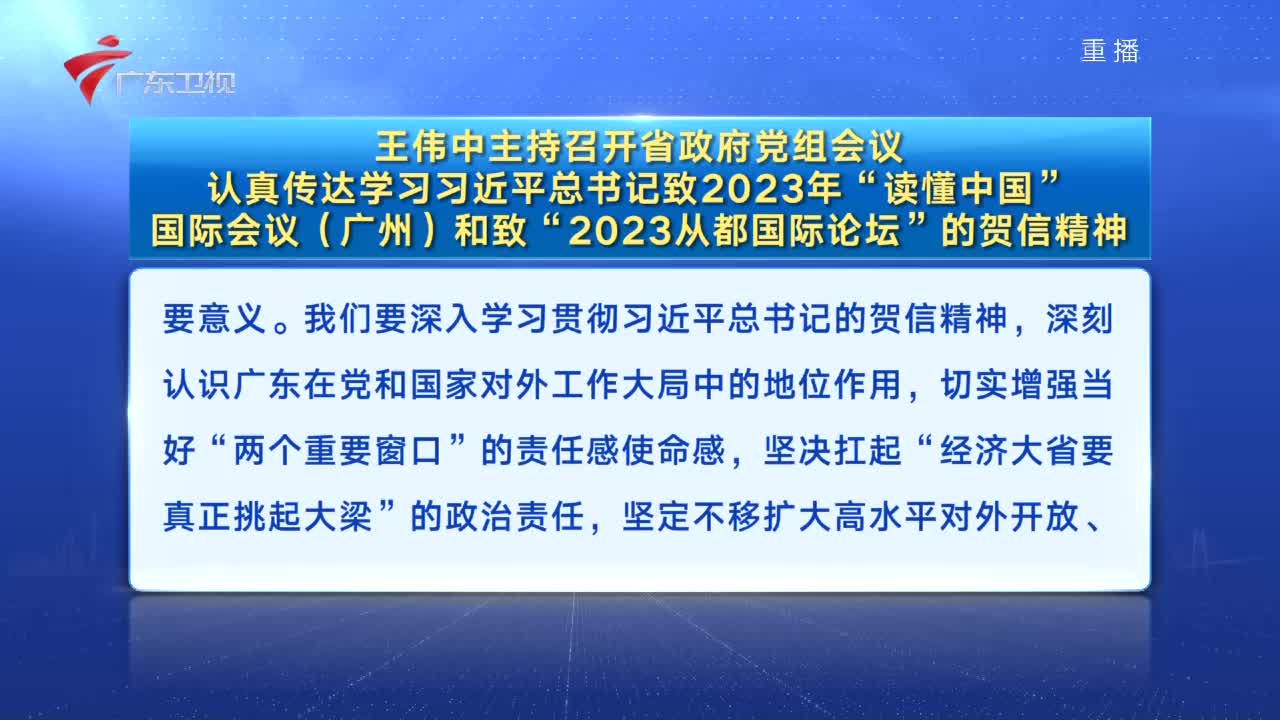 广东卫视
重播
王伟中主持召开省政府党组会议
认真传达学习习近平总书记致2023年“读懂中国”
国际会议（广州）和致“2023从都国际论坛”的贺信精神
要意义。我们要深入学习贯彻习近平总书记的贺信精神，深刻
认识广东在党和国家对外工作大局中的地位作用，切实增强当
好“两个重要窗口”的责任感使命感，坚决扛起“经济大省要
真正挑起大梁”的政治责任，坚定不移扩大高水平对外开放、